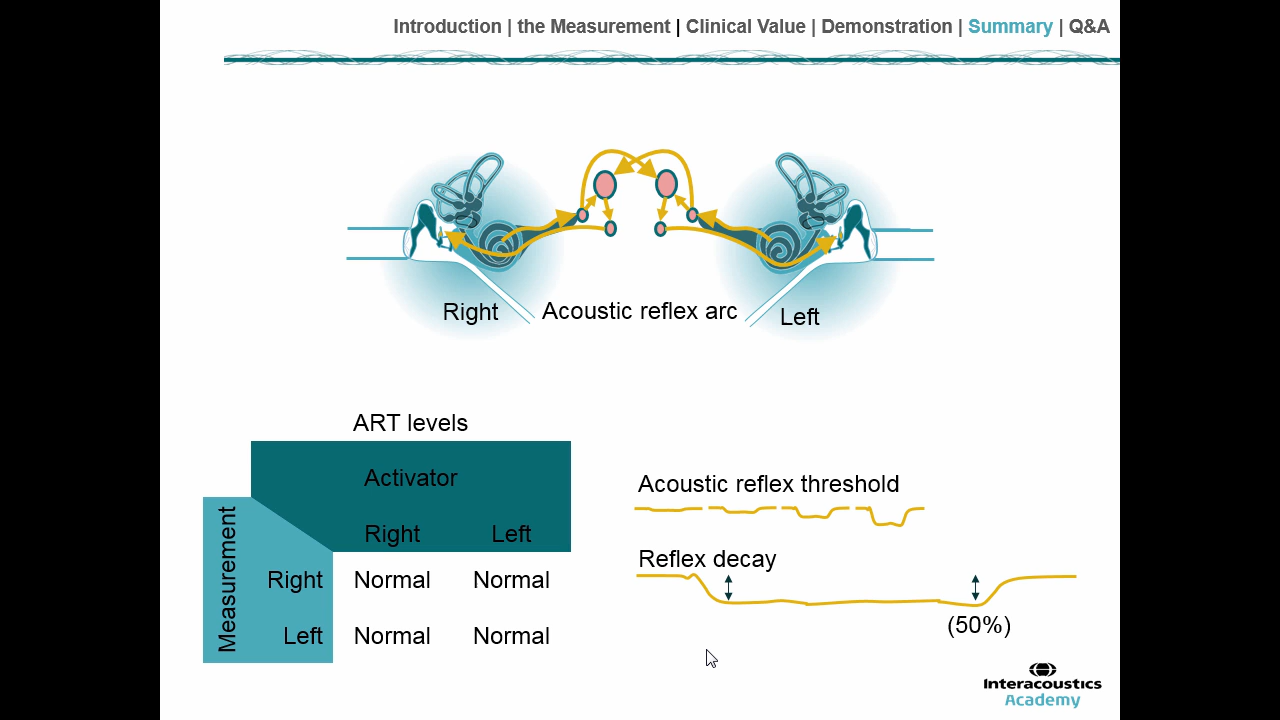 Introduction | the Measurement | Clinical Value | Demonstration | Summary | Q&A
Right
Acoustic reflex arc
Left
ART levels
Activator
Right Left
Measurement
Right Normal Normal
Left Normal Normal
Acoustic reflex threshold
Reflex decay
(50%)
Interacoustics
Academy